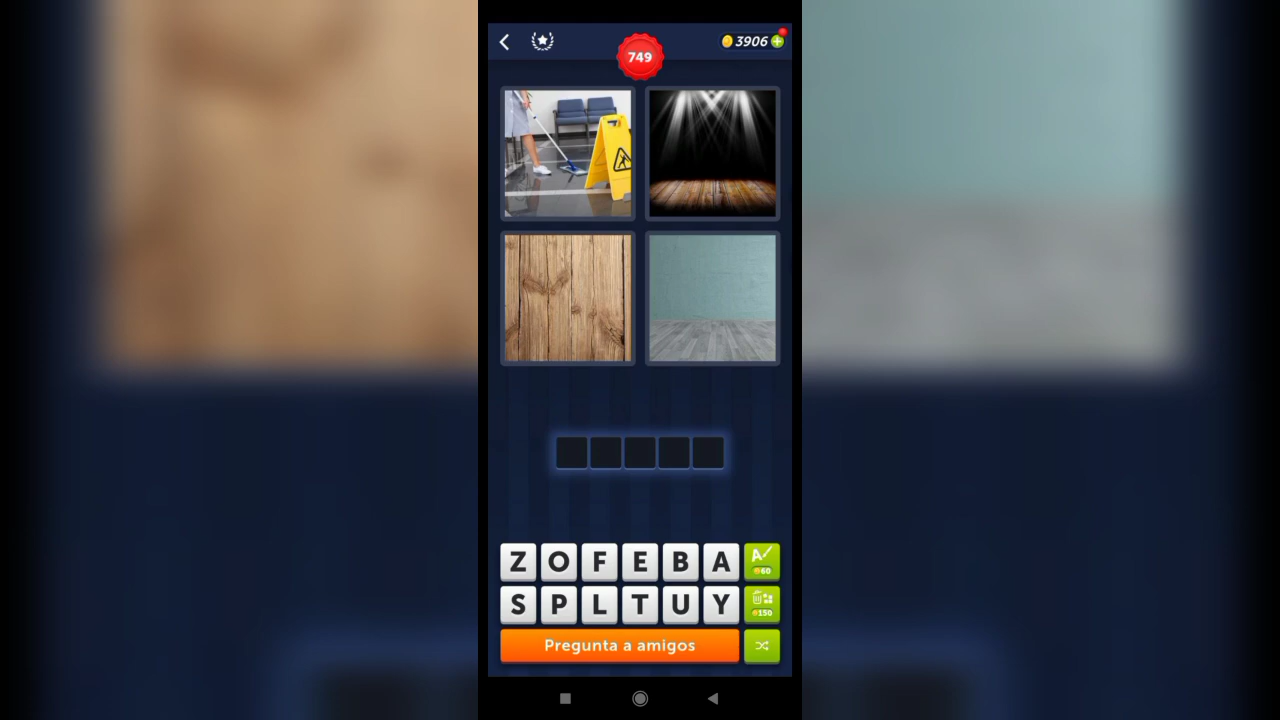 749
3906
Z O F E B A
A
60
S P L T U Y
150
Pregunta a amigos